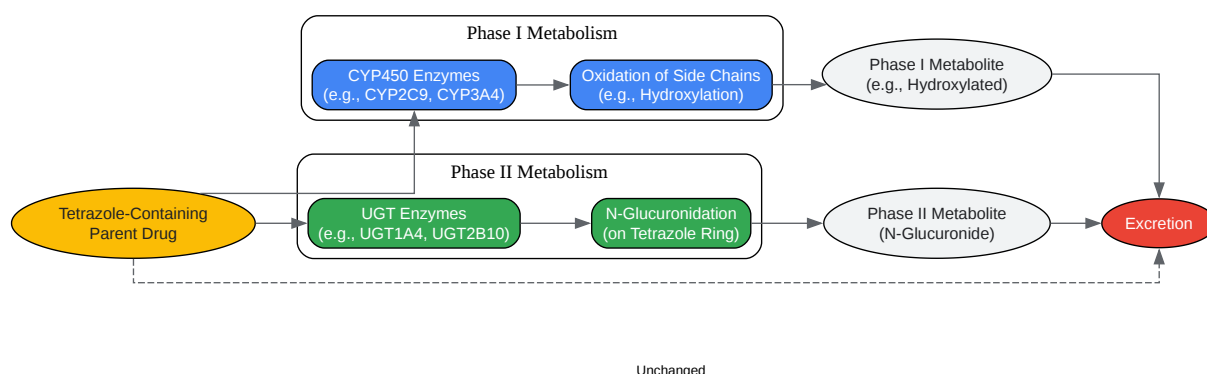 Phase I Metabolism
CYP450 Enzymes
(e.g., CYP2C9, CYP3A4)
Oxidation of Side Chains
(e.g., Hydroxylation)
Phase I Metabolite
(e.g., Hydroxylated)
Phase II Metabolism
Tetrazole-Containing
Parent Drug
UGT Enzymes
(e.g., UGT1A4, UGT2B10)
N-Glucuronidation
(on Tetrazole Ring)
Phase II Metabolite
(N-Glucuronide)
Excretion
Unchanged